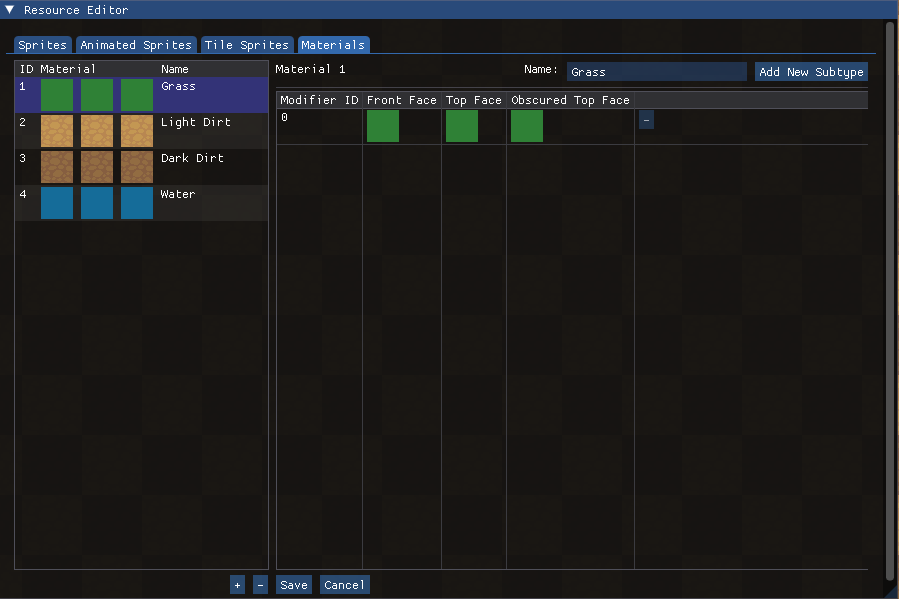 Resource Editor
Sprites Animated Sprites Tile Sprites Materials
ID Material Name
Material 1 Name: Grass Add New Subtype
1 Grass
Modifier ID Front Face Top Face Obscured Top Face
0 -
2 Light Dirt
3 Dark Dirt
4 Water
+ - Save Cancel